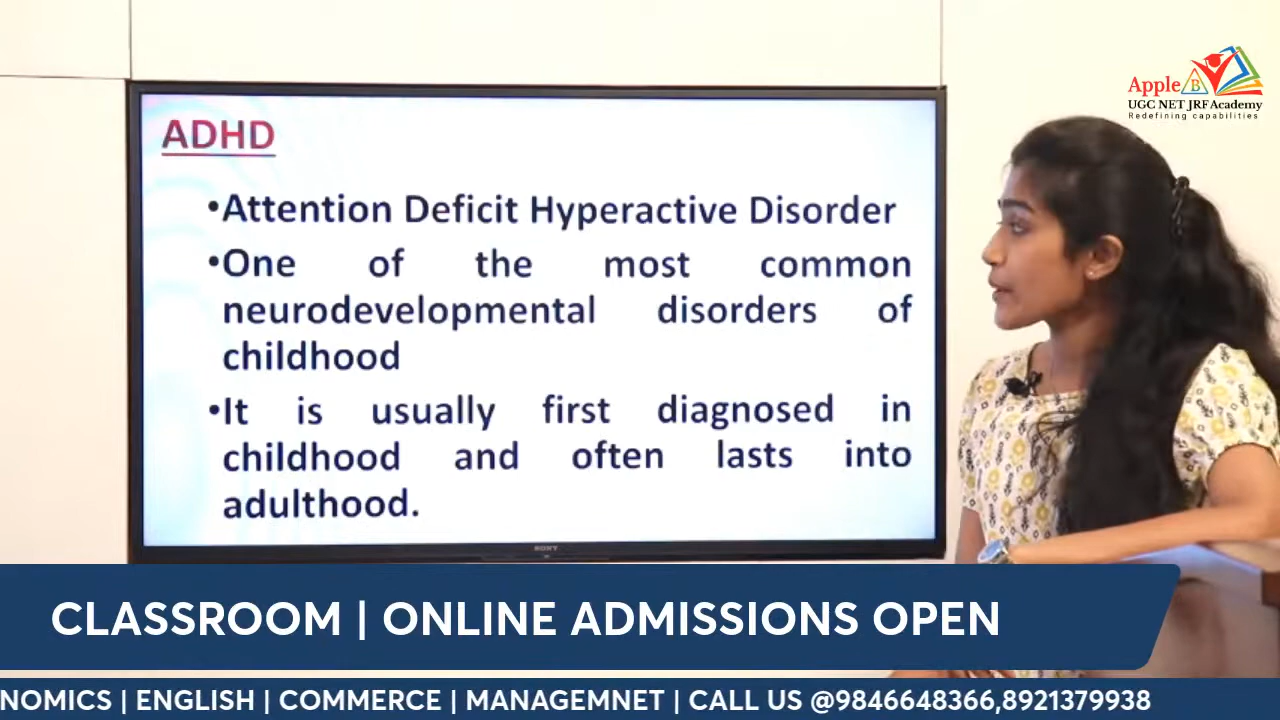 Apple B
UGC NET JRF Academy
Redefining capabilities
ADHD
•Attention Deficit Hyperactive Disorder
•One of the most common
neurodevelopmental disorders of
childhood
•It is usually first diagnosed in
childhood and often lasts into
adulthood.
SONY
CLASSROOM | ONLINE ADMISSIONS OPEN
NOMICS | ENGLISH | COMMERCE | MANAGEMNET | CALL US @9846648366,8921379938